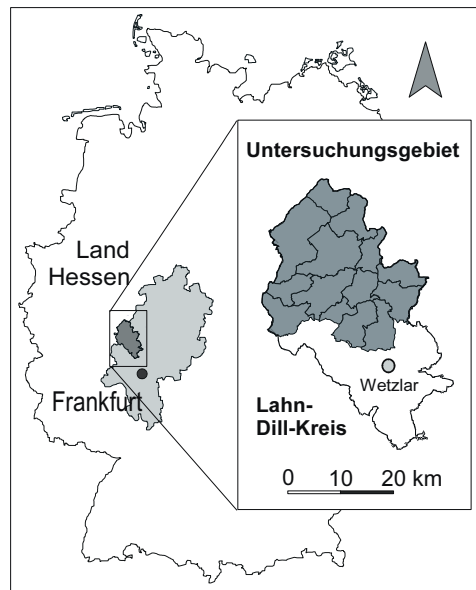 Untersuchungsgebiet
Land
Hessen
Frankfurt
Wetzlar
Lahn-
Dill-Kreis
0 10 20 km